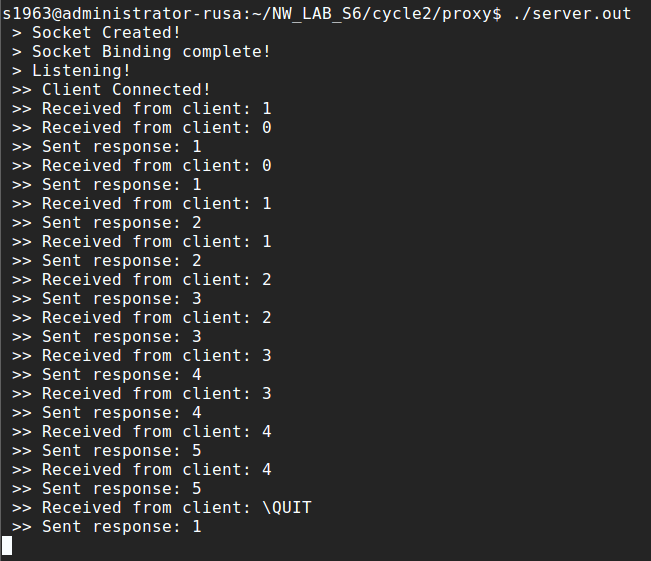 s1963@administrator-rusa:~/NW_LAB_S6/cycle2/proxy$ ./server.out
> Socket Created!
> Socket Binding complete!
> Listening!
>> Client Connected!
>> Received from client: 1
>> Received from client: 0
>> Sent response: 1
>> Received from client: 0
>> Sent response: 1
>> Received from client: 1
>> Sent response: 2
>> Received from client: 1
>> Sent response: 2
>> Received from client: 2
>> Sent response: 3
>> Received from client: 2
>> Sent response: 3
>> Received from client: 3
>> Sent response: 4
>> Received from client: 3
>> Sent response: 4
>> Received from client: 4
>> Sent response: 5
>> Received from client: 4
>> Sent response: 5
>> Received from client: \QUIT
>> Sent response: 1